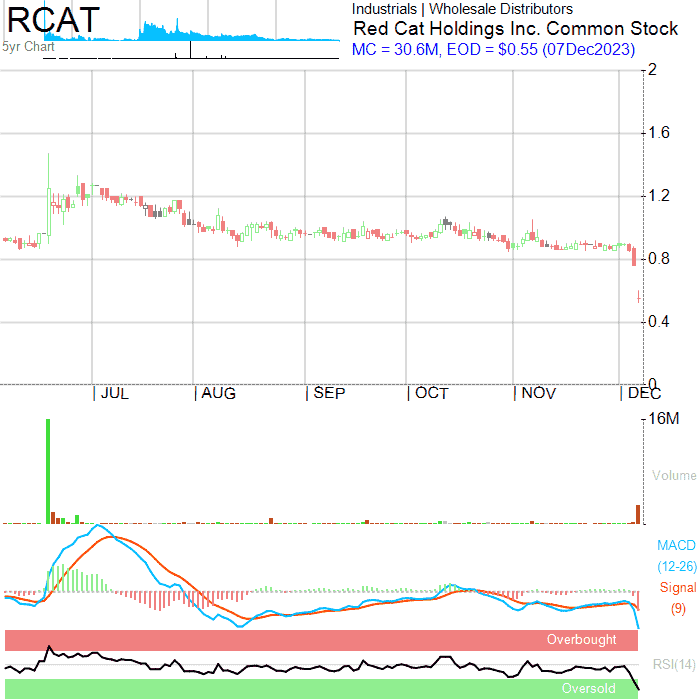 RCAT
5yr Chart
Industrials | Wholesale Distributors
Red Cat Holdings Inc. Common Stock
MC = 30.6M, EOD = $0.55 (07Dec2023)
2
1.6
1.2
0.8
0.4
0
JUL AUG SEP OCT NOV DEC
16M
Volume
MACD
(12-26)
Signal
(9)
Overbought
RSI(14)
Oversold